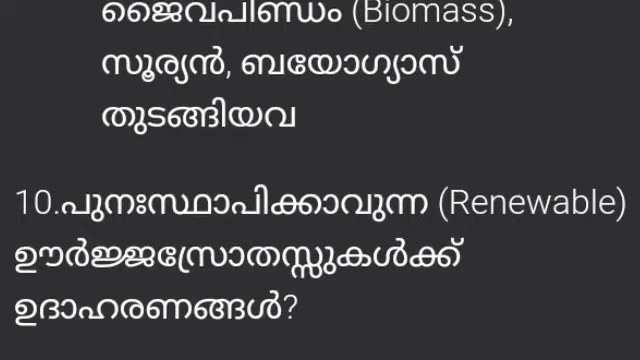 ജൈവപിണ്ഡം (Biomass),
സൂര്യൻ, ബയോഗ്യാസ്
തുടങ്ങിയവ
10.പുനഃസ്ഥാപിക്കാവുന്ന (Renewable)
ഊർജ്ജസ്രോതസ്സുകൾക്ക്
ഉദാഹരണങ്ങൾ?